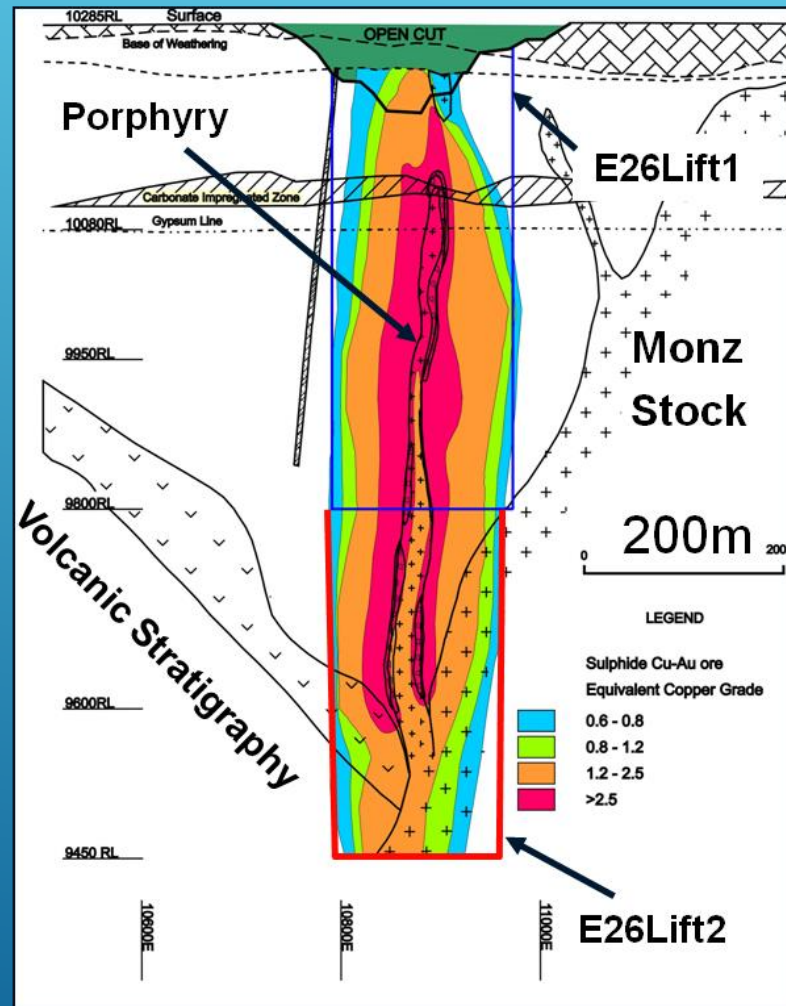 10285RL
Surface
OPEN CUT
Base of Weathering
Porphyry
E26Lift1
Carbonate Impregnated Zone
10080RL
Gypsum Line
9950RL
Monz
Stock
9800RL
Volcanic Stratigraphy
200m
0
200
LEGEND
Sulphide Cu-Au ore
Equivalent Copper Grade
0.6 - 0.8
0.8 - 1.2
1.2 - 2.5
>2.5
9600RL
9450 RL
10600E
10800E
11000E
E26Lift2